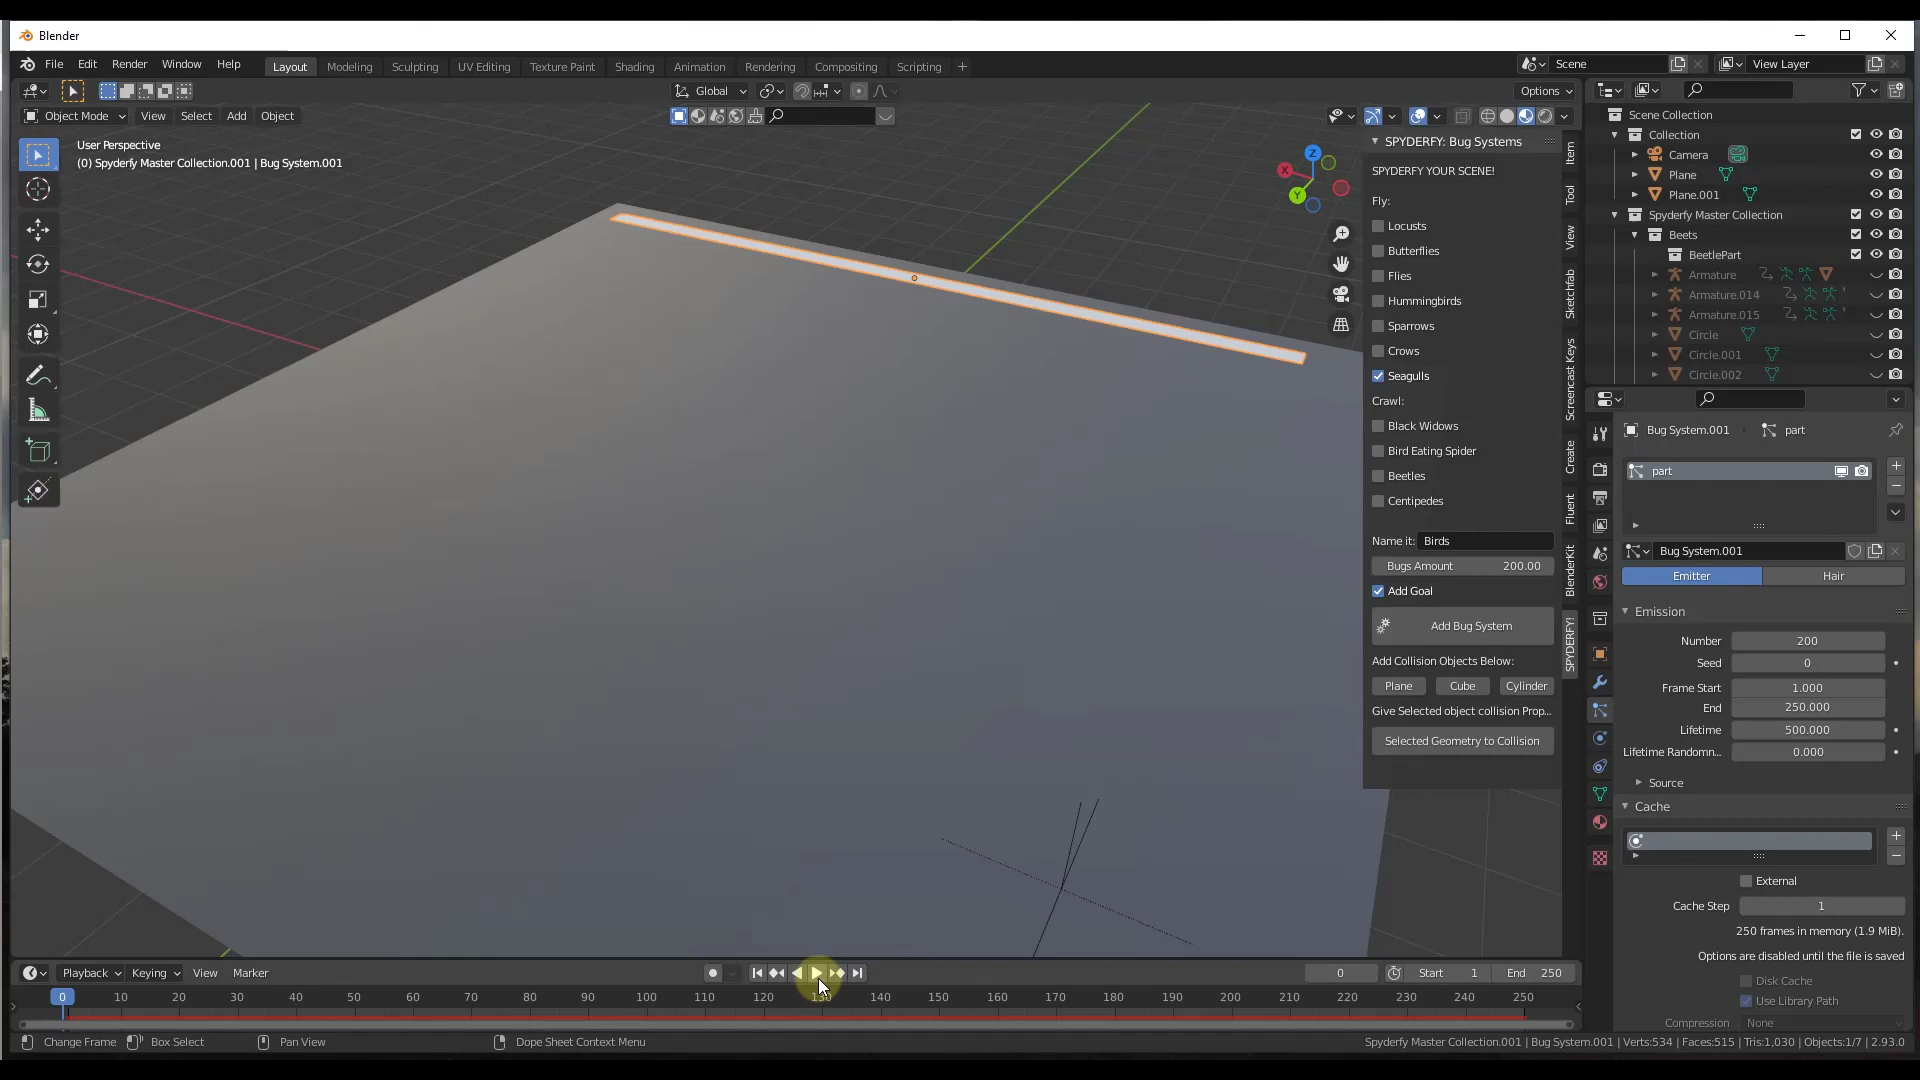 Blender
File Edit Render Window Help Layout Modeling Sculpting UV Editing Texture Paint Shading Animation Rendering Compositing Scripting + Scene View Layer
Global Options
Object Mode View Select Add Object
User Perspective
(0) Spyderfy Master Collection.001 | Bug System.001
Z
X
Y
SPYDERFY: Bug Systems
SPYDERFY YOUR SCENE!
Fly:
Locusts
Butterflies
Flies
Hummingbirds
Sparrows
Crows
Seagulls
Crawl:
Black Widows
Bird Eating Spider
Beetles
Centipedes
Name it: Birds
Bugs Amount 200.00
Add Goal
Add Bug System
Add Collision Objects Below:
Plane Cube Cylinder
Give Selected object collision Prop...
Selected Geometry to Collision
Item
Tool
View
Sketchfab
Screencast Keys
Create
Fluent
BlenderKit
SPYDERFY!
Scene Collection
Collection
Camera
Plane
Plane.001
Spyderfy Master Collection
Beets
BeetlePart
Armature
Armature.014
Armature.015
Circle
Circle.001
Circle.002
Bug System.001 part
part
Bug System.001
Emitter Hair
Emission
Number 200
Seed 0
Frame Start 1.000
End 250.000
Lifetime 500.000
Lifetime Randomn... 0.000
Source
Cache
External
Cache Step 1
250 frames in memory (1.9 MiB).
Options are disabled until the file is saved
Disk Cache
Use Library Path
Compression None
Playback Keying View Marker 0 Start 1 End 250
0 10 20 30 40 50 60 70 80 90 100 110 120 130 140 150 160 170 180 190 200 210 220 230 240 250
Change Frame Box Select Pan View Dope Sheet Context Menu Spyderfy Master Collection.001 | Bug System.001 | Verts:534 | Faces:515 | Tris:1,030 | Objects:1/7 | 2.93.0